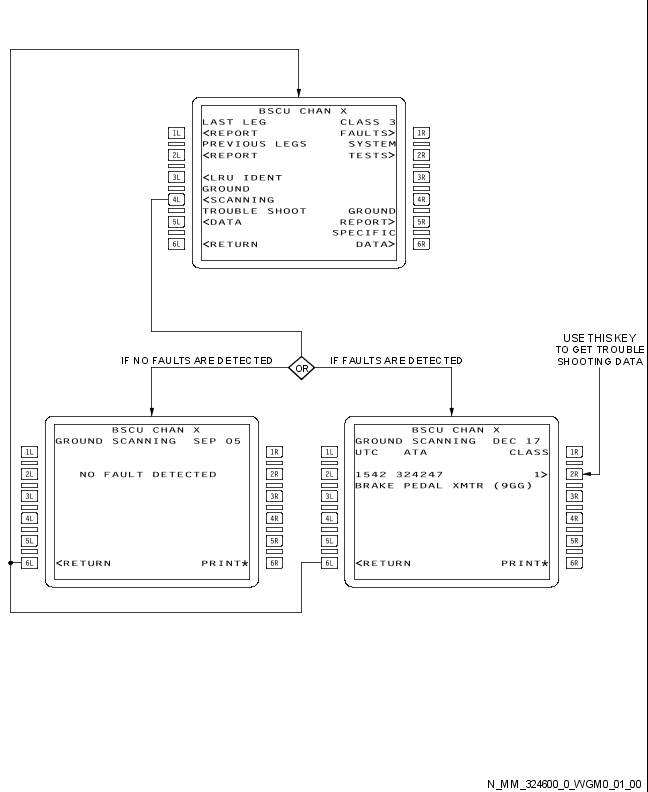 BSCU CHAN X
LAST LEG CLASS 3
1L <REPORT FAULTS> 1R
PREVIOUS LEGS SYSTEM
2L <REPORT TESTS> 2R
3L <LRU IDENT 3R
GROUND
4L <SCANNING 4R
TROUBLE SHOOT GROUND
5L <DATA REPORT> 5R
SPECIFIC
6L <RETURN DATA> 6R
USE THIS KEY
TO GET TROUBLE
SHOOTING DATA
IF NO FAULTS ARE DETECTED
OR
IF FAULTS ARE DETECTED
BSCU CHAN X
GROUND SCANNING SEP 05
1L 1R
2L NO FAULT DETECTED 2R
3L 3R
4L 4R
5L 5R
6L <RETURN PRINT* 6R
BSCU CHAN X
GROUND SCANNING DEC 17
1L UTC ATA CLASS 1R
2L 1542 324247 1> 2R
BRAKE PEDAL XMTR (9GG)
3L 3R
4L 4R
5L 5R
6L <RETURN PRINT* 6R
N_MM_324600_0_WGM0_01_00